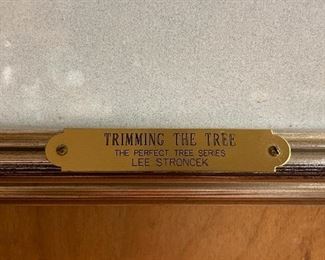 TRIMMING THE TREE
THE PERFECT TREE SERIES
LEE STRONCEK